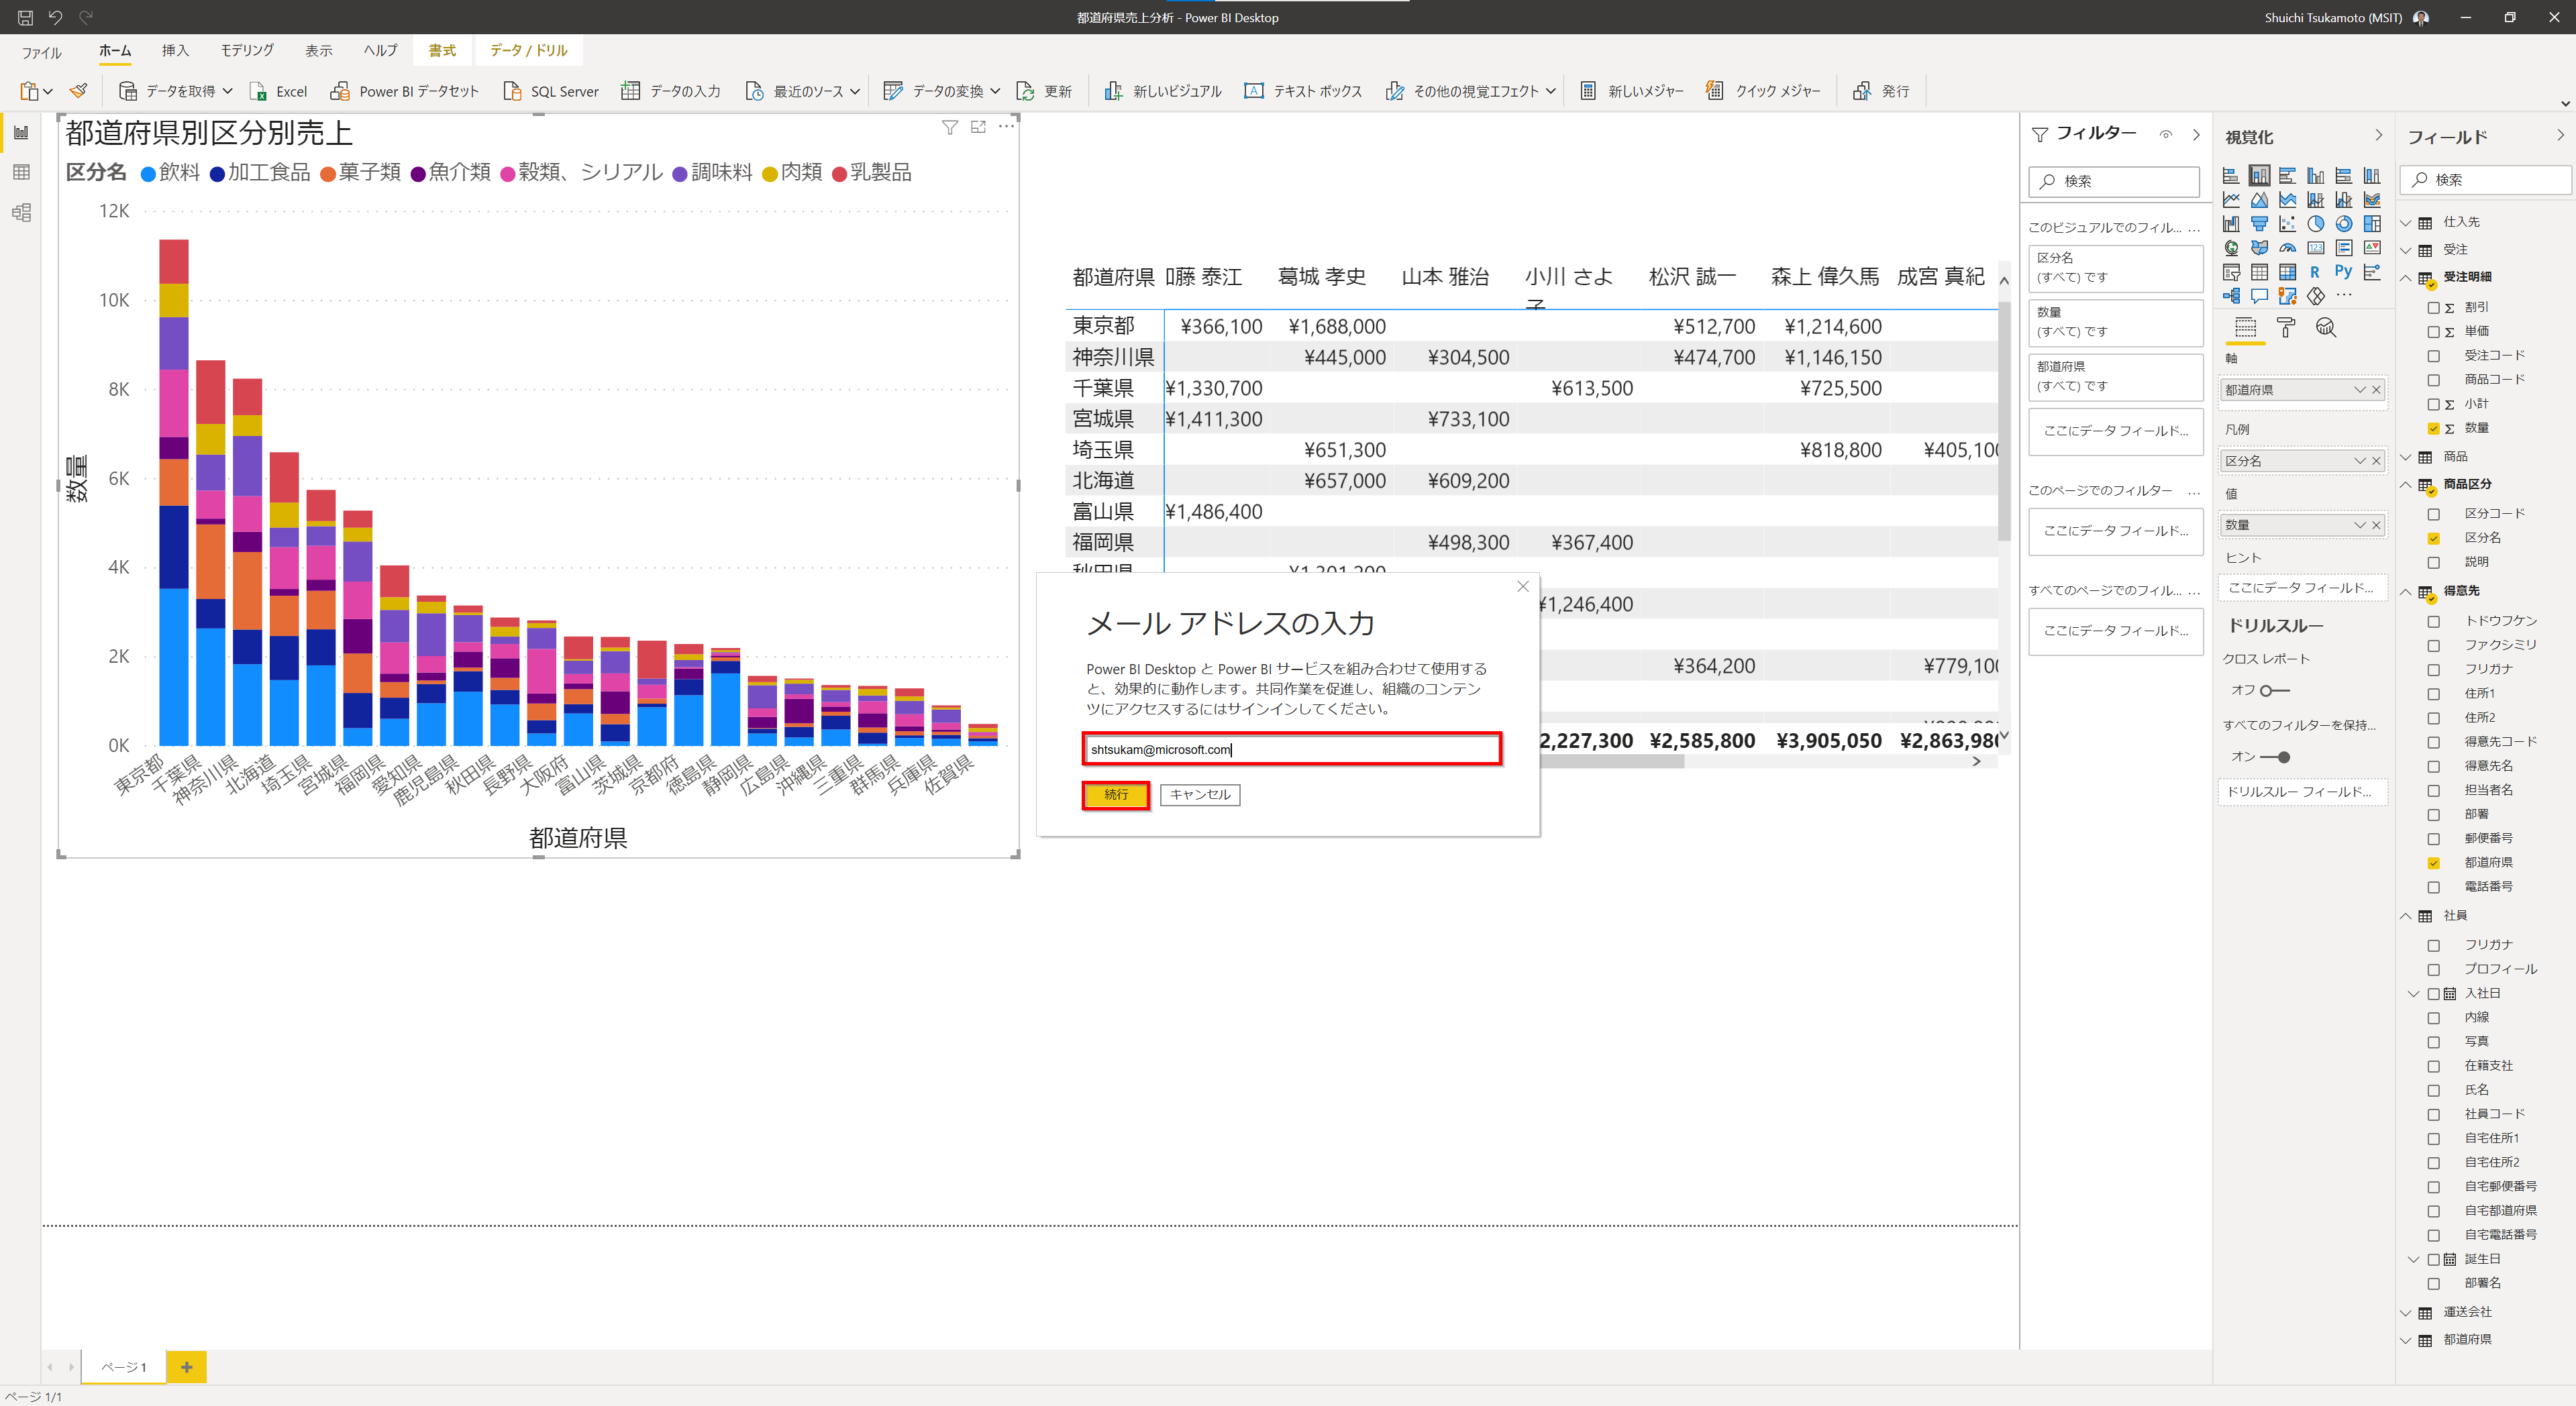 都道府県売上分析 - Power BI Desktop
Shuichi Tsukamoto (MSIT)
ファイル ホーム 挿入 モデリング 表示 ヘルプ 書式 データ / ドリル
データを取得 Excel Power BI データセット SQL Server データの入力 最近のソース データの変換 更新 新しいビジュアル テキスト ボックス その他の視覚エフェクト 新しいメジャー クイック メジャー 発行
都道府県別区分別売上
区分名 飲料 加工食品 菓子類 魚介類 穀類、シリアル 調味料 肉類 乳製品
12K
10K
8K
6K
4K
2K
0K
数量
東京都 千葉県 神奈川県 北海道 埼玉県 宮城県 福岡県 愛知県 鹿児島県 秋田県 長野県 大阪府 富山県 茨城県 京都府 徳島県 静岡県 広島県 沖縄県 三重県 群馬県 兵庫県 佐賀県
都道府県
都道府県 藤 泰江 葛城 孝史 山本 雅治 小川 さよ子 松沢 誠一 森上 偉久馬 成宮 真紀
東京都 ¥366,100 ¥1,688,000 ¥512,700 ¥1,214,600
神奈川県 ¥445,000 ¥304,500 ¥474,700 ¥1,146,150
千葉県 ¥1,330,700 ¥613,500 ¥725,500
宮城県 ¥1,411,300 ¥733,100
埼玉県 ¥651,300 ¥818,800 ¥405,100
北海道 ¥657,000 ¥609,200
富山県 ¥1,486,400
福岡県 ¥498,300 ¥367,400
秋田県 ¥1,301,200
¥1,246,400
¥364,200 ¥779,100
2,227,300 ¥2,585,800 ¥3,905,050 ¥2,863,980
メール アドレスの入力
Power BI Desktop と Power BI サービスを組み合わせて使用する
と、効果的に動作します。共同作業を促進し、組織のコンテン
ツにアクセスするにはサインインしてください。
shtsukam@microsoft.com
続行 キャンセル
フィルター
検索
このビジュアルでのフィル... ...
区分名
(すべて) です
数量
(すべて) です
都道府県
(すべて) です
ここにデータ フィールド...
このページでのフィルター ...
ここにデータ フィールド...
すべてのページでのフィル... ...
ここにデータ フィールド...
視覚化
123
R Py
...
軸
都道府県
凡例
区分名
値
数量
ヒント
ここにデータ フィールド...
ドリルスルー
クロス レポート
オフ
すべてのフィルターを保持...
オン
ドリルスルー フィールド...
フィールド
検索
仕入先
受注
受注明細
Σ 割引
Σ 単価
受注コード
商品コード
Σ 小計
Σ 数量
商品
商品区分
区分コード
区分名
説明
得意先
トドウフケン
ファクシミリ
フリガナ
住所1
住所2
得意先コード
得意先名
担当者名
部署
郵便番号
都道府県
電話番号
社員
フリガナ
プロフィール
入社日
内線
写真
在籍支社
氏名
社員コード
自宅住所1
自宅住所2
自宅郵便番号
自宅都道府県
自宅電話番号
誕生日
部署名
運送会社
都道府県
ページ 1
ページ 1/1